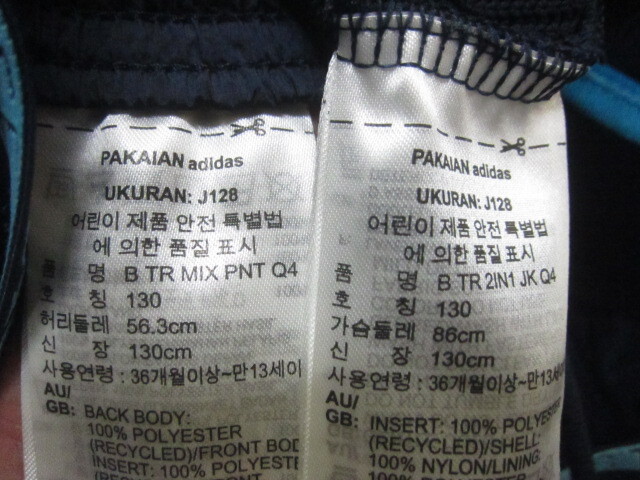 PAKAIAN adidas
UKURAN: J128
어린이 제품 안전 특별법
에 의한 품질 표시
품 명 B TR MIX PNT Q4
호 칭 130
허리둘레 56.3cm
신 장 130cm
사용연령 : 36개월이상~만13세이
AU/
GB: BACK BODY:
100% POLYESTER
(RECYCLED)/FRONT BOD
INSERT: 100% POLYESTE
PAKAIAN adidas
UKURAN: J128
어린이 제품 안전 특별법
에 의한 품질 표시
품 명 B TR 2IN1 JK Q4
호 칭 130
가슴둘레 86cm
신 장 130cm
사용연령 : 36개월이상~만13세
AU/
GB: INSERT: 100% POLYESTER
(RECYCLED)/SHELL:
100% NYLON/LINING: